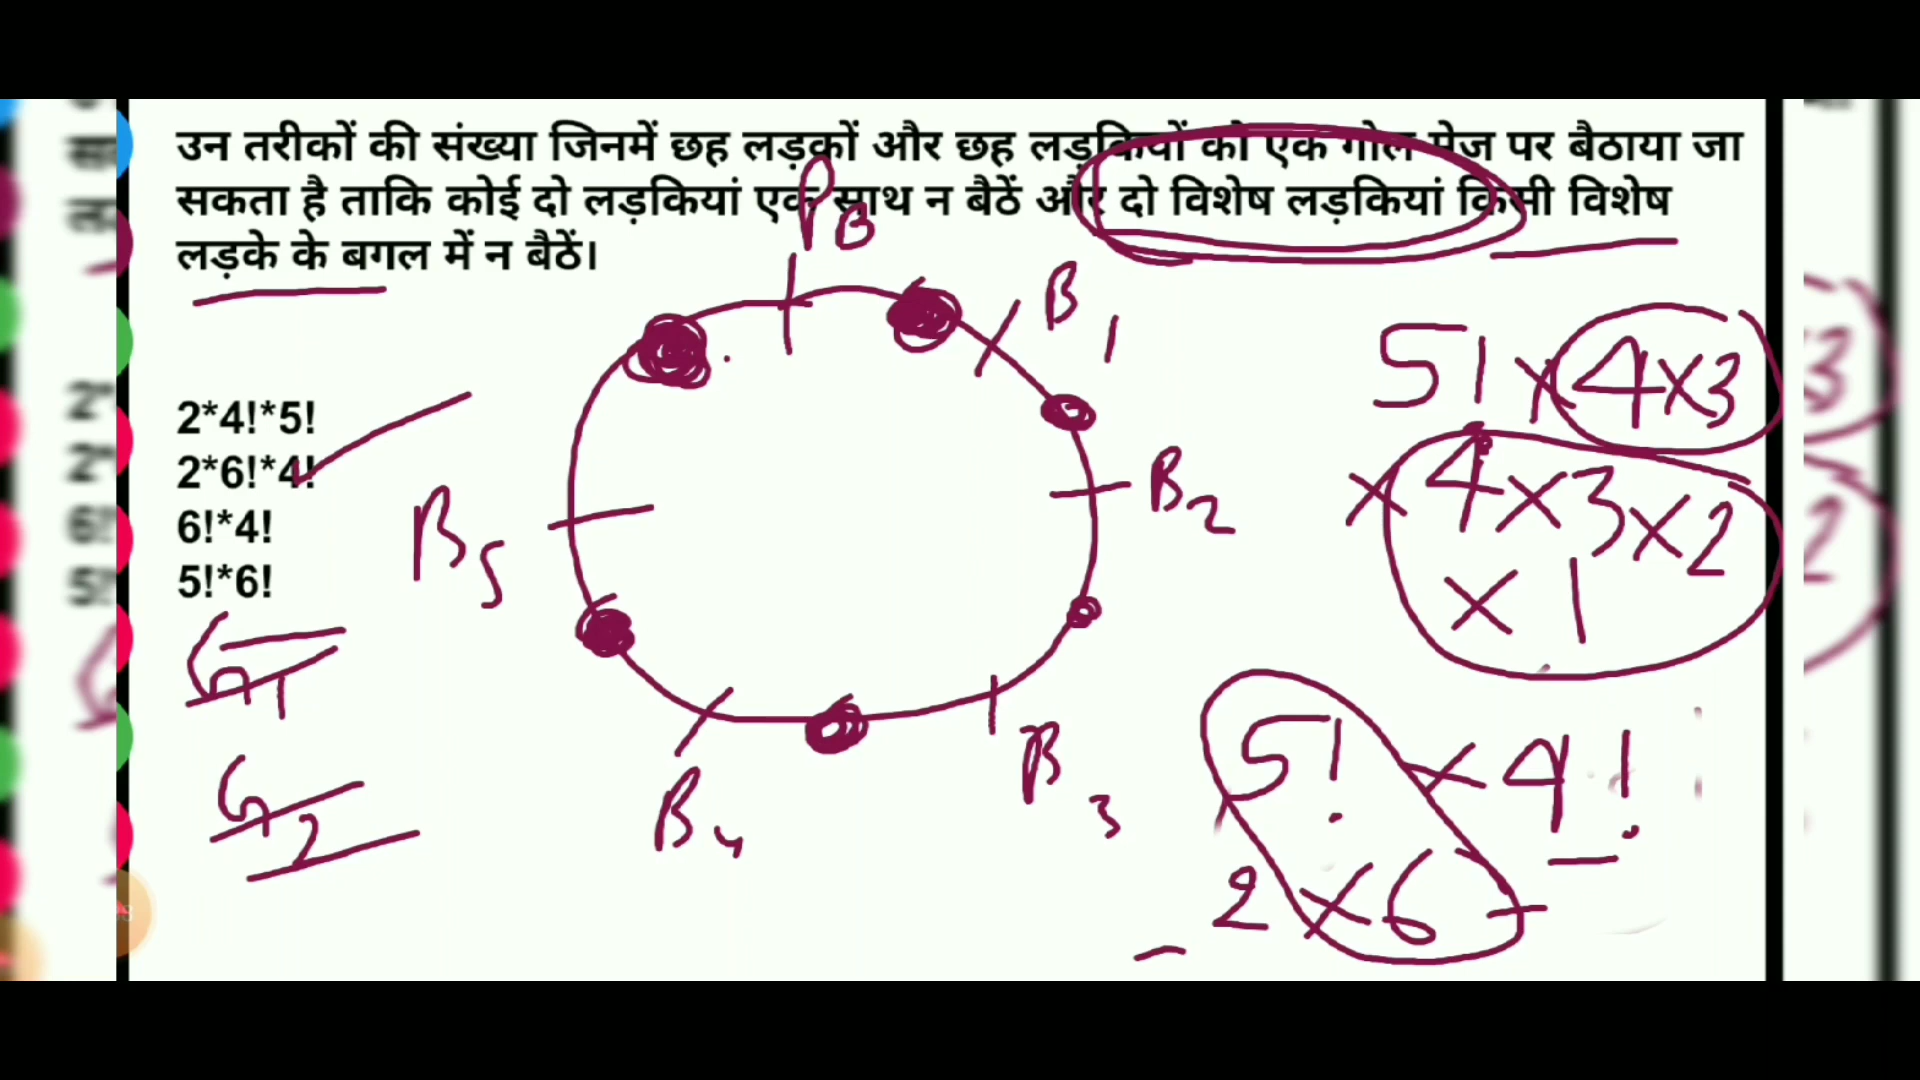 उन तरीकों की संख्या जिनमें छह लड़कों और छह लड़कियों को एक गोल मेज पर बैठाया जा
सकता है ताकि कोई दो लड़कियां एक साथ न बैठें और दो विशेष लड़कियां किसी विशेष
लड़के के बगल में न बैठें।
PB
B1
5! × 4×3
2*4!*5!
2*6!*4!
B2
× 4×3×2
6!*4!
B5
5!*6!
× 1
G1
B3
5! × 4!
G2
B4
2×6